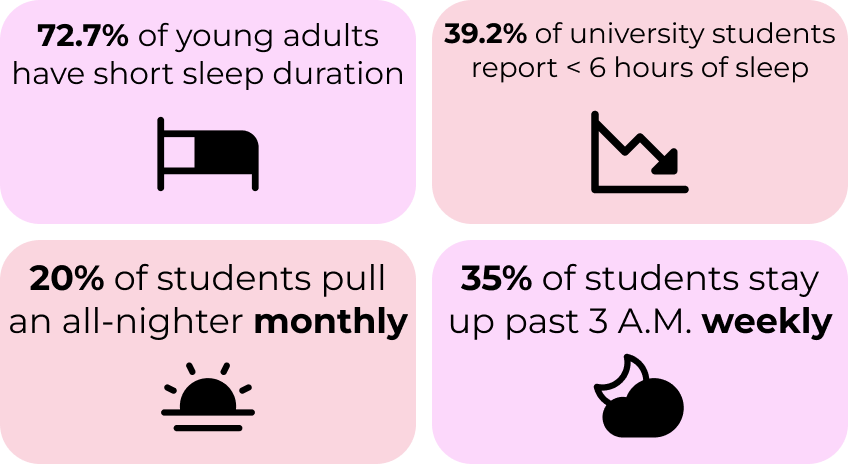 72.7% of young adults
have short sleep duration
39.2% of university students
report < 6 hours of sleep
20% of students pull
an all-nighter monthly
35% of students stay
up past 3 A.M. weekly